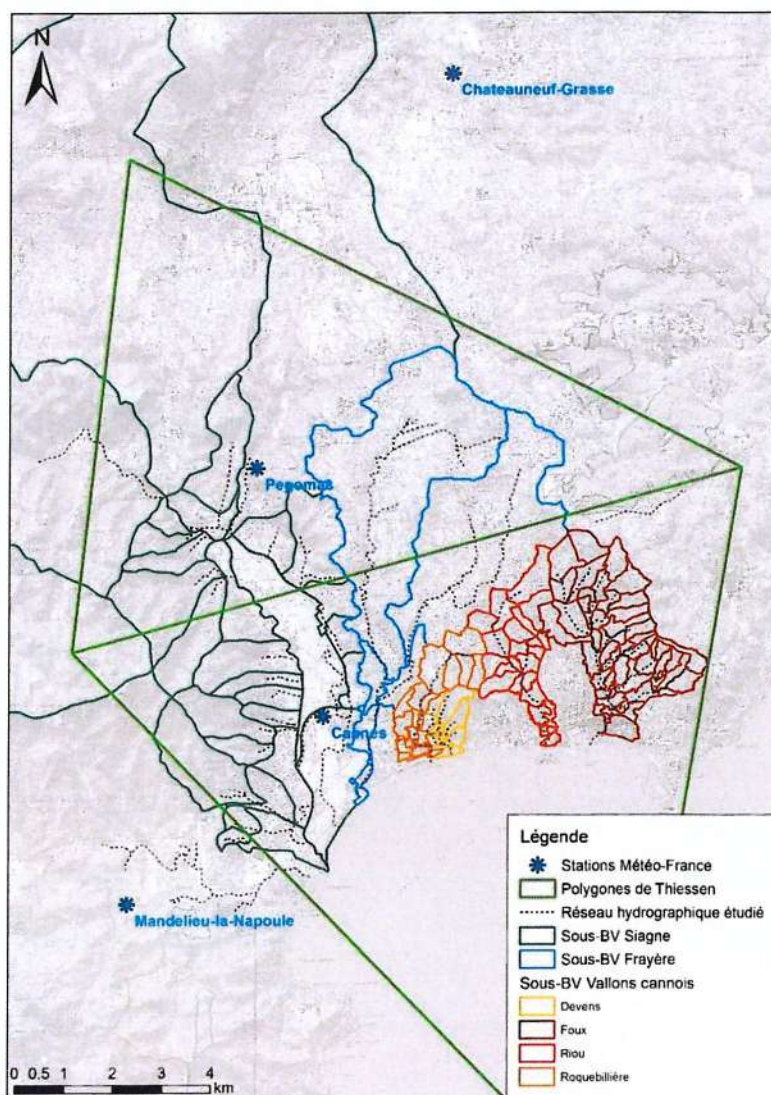 N
Chateauneuf-Grasse
Pegomas
Cannes
Mandelieu-la-Napoule
Légende
Stations Météo-France
Polygones de Thiessen
Réseau hydrographique étudié
Sous-BV Siagne
Sous-BV Frayère
Sous-BV Vallons cannois
Devens
Foux
Riou
Roquebillière
0 0.5 1 2 3 4
km